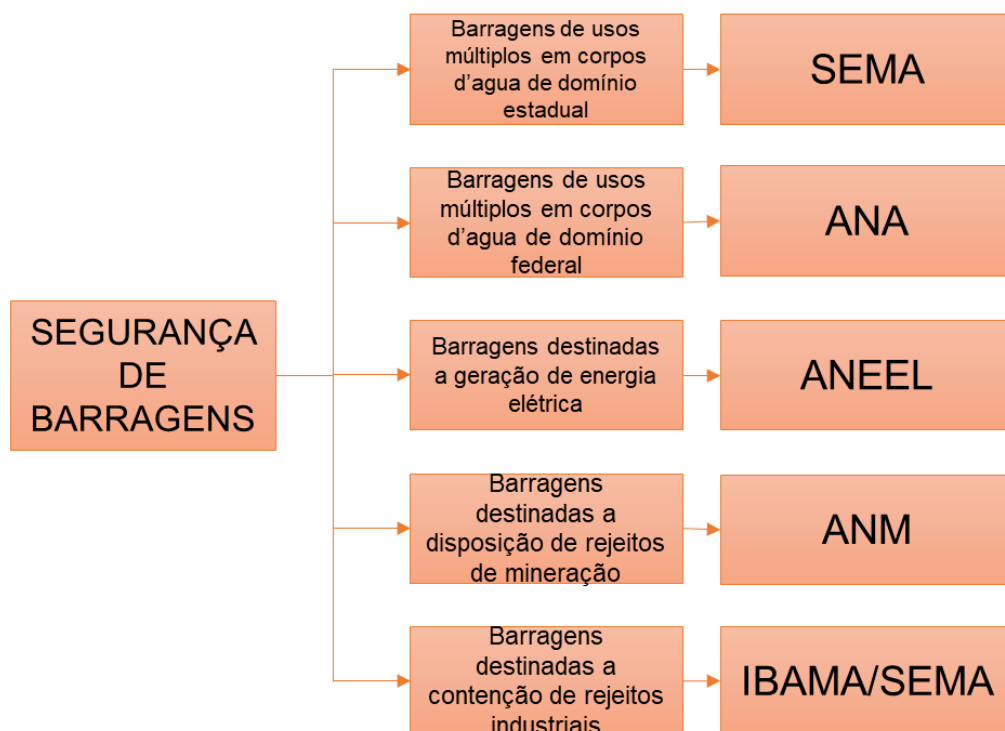 SEGURANÇA
DE
BARRAGENS
Barragens de usos
múltiplos em corpos
d’agua de domínio
estadual
SEMA
Barragens de usos
múltiplos em corpos
d’agua de domínio
federal
ANA
Barragens destinadas
a geração de energia
elétrica
ANEEL
Barragens
destinadas a
disposição de rejeitos
de mineração
ANM
Barragens
destinadas a
contenção de rejeitos
industriais
IBAMA/SEMA